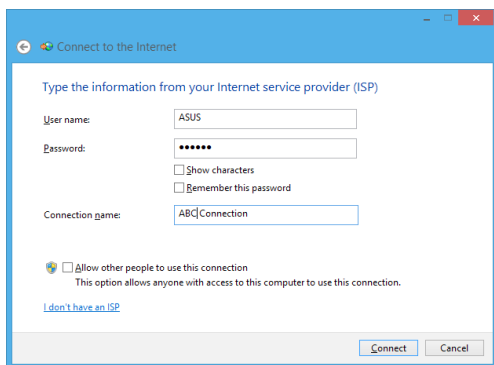 Connect to the Internet
Type the information from your Internet service provider (ISP)
User name:
ASUS
Password:
••••••
Show characters
Remember this password
Connection name:
ABC Connection
Allow other people to use this connection
This option allows anyone with access to this computer to use this connection.
I don't have an ISP
Connect
Cancel